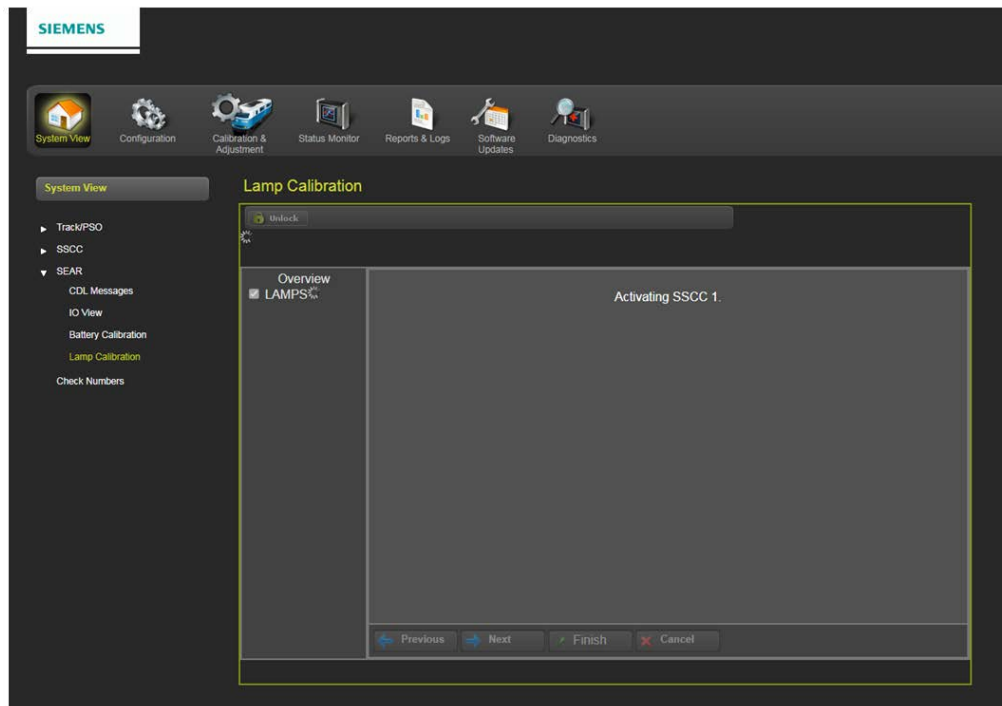 SIEMENS
System View
Configuration
Calibration &
Adjustment
Status Monitor
Reports & Logs
Software
Updates
Diagnostics
System View
Track/PSO
SSCC
SEAR
CDL Messages
IO View
Battery Calibration
Lamp Calibration
Check Numbers
Lamp Calibration
Unlock
Overview
LAMPS
Activating SSCC 1.
Previous
Next
Finish
Cancel